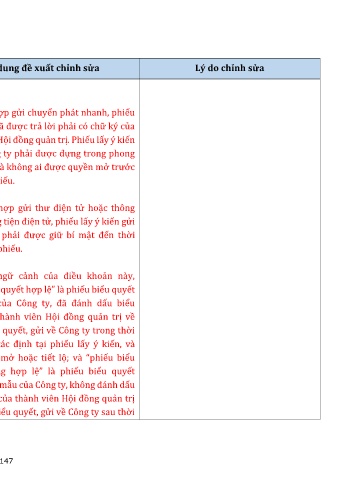 dung đề xuất chỉnh sửa
Lý do chỉnh sửa
ợp gửi chuyển phát nhanh, phiếu
ã được trả lời phải có chữ ký của
Hội đồng quản trị. Phiếu lấy ý kiến
ty phải được đựng trong phong
à không ai được quyền mở trước
iếu.
hợp gửi thư điện tử hoặc thông
tiện điện tử, phiếu lấy ý kiến gửi
phải được giữ bí mật đến thời
phiếu.
ngữ cảnh của điều khoản này,
quyết hợp lệ” là phiếu biểu quyết
của Công ty, đã đánh dấu biểu
thành viên Hội đồng quản trị về
quyết, gửi về Công ty trong thời
ác định tại phiếu lấy ý kiến, và
mở hoặc tiết lộ; và “phiếu biểu
g hợp lệ” là phiếu biểu quyết
mẫu của Công ty, không đánh dấu
của thành viên Hội đồng quản trị
iểu quyết, gửi về Công ty sau thời
147